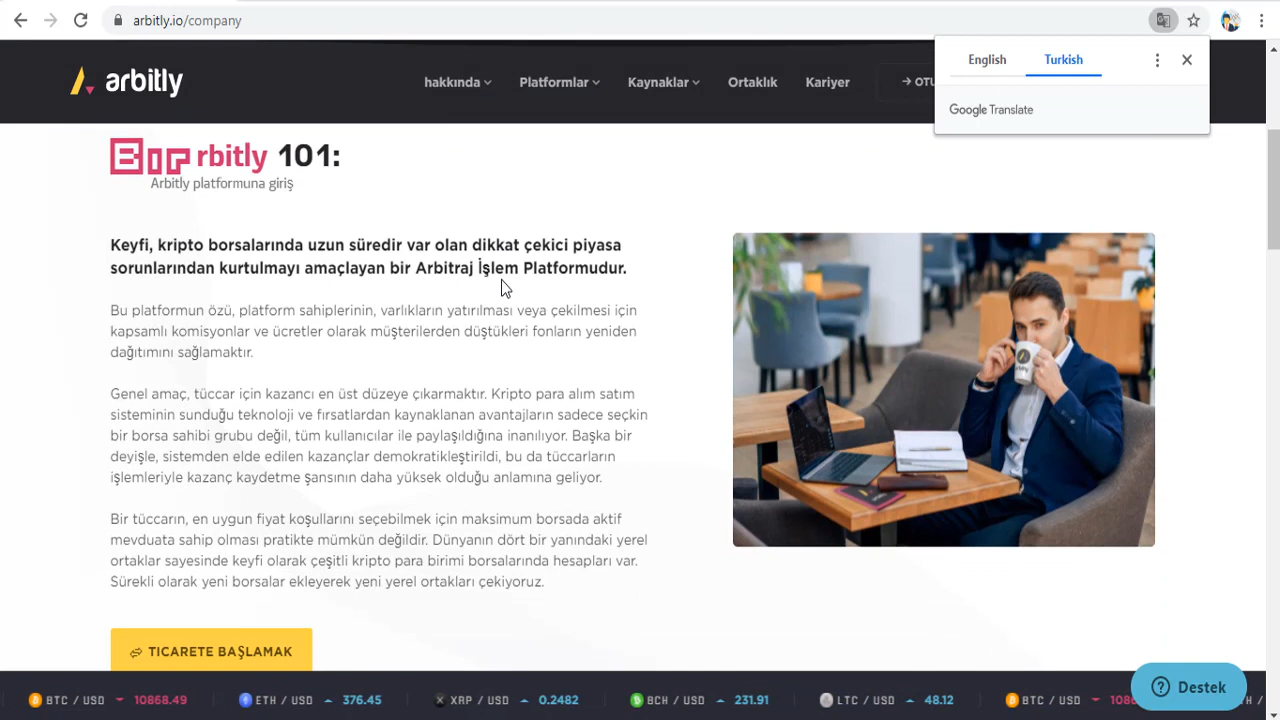 arbitly.io/company
English
Turkish
Google Translate
arbitly
hakkında
Platformlar
Kaynaklar
Ortaklık
Kariyer
OTU
Bir rbitly 101:
Arbitly platformuna giriş
Keyfi, kripto borsalarında uzun süredir var olan dikkat çekici piyasa
sorunlarından kurtulmayı amaçlayan bir Arbitraj İşlem Platformudur.
Bu platformun özü, platform sahiplerinin, varlıkların yatırılması veya çekilmesi için
kapsamlı komisyonlar ve ücretler olarak müşterilerden düştükleri fonların yeniden
dağıtımını sağlamaktır.
Genel amaç, tüccar için kazancı en üst düzeye çıkarmaktır. Kripto para alım satım
sisteminin sunduğu teknoloji ve fırsatlardan kaynaklanan avantajların sadece seçkin
bir borsa sahibi grubu değil, tüm kullanıcılar ile paylaşıldığına inanılıyor. Başka bir
deyişle, sistemden elde edilen kazançlar demokratikleştirildi, bu da tüccarların
işlemleriyle kazanç kaydetme şansının daha yüksek olduğu anlamına geliyor.
Bir tüccarın, en uygun fiyat koşullarını seçebilmek için maksimum borsada aktif
mevduata sahip olması pratikte mümkün değildir. Dünyanın dört bir yanındaki yerel
ortaklar sayesinde keyfi olarak çeşitli kripto para birimi borsalarında hesapları var.
Sürekli olarak yeni borsalar ekleyerek yeni yerel ortakları çekiyoruz.
TICARETE BAŞLAMAK
BTC / USD 10868.49
ETH / USD 376.45
XRP / USD 0.2482
BCH / USD 231.91
LTC / USD 48.12
BTC / USD 1086
Destek